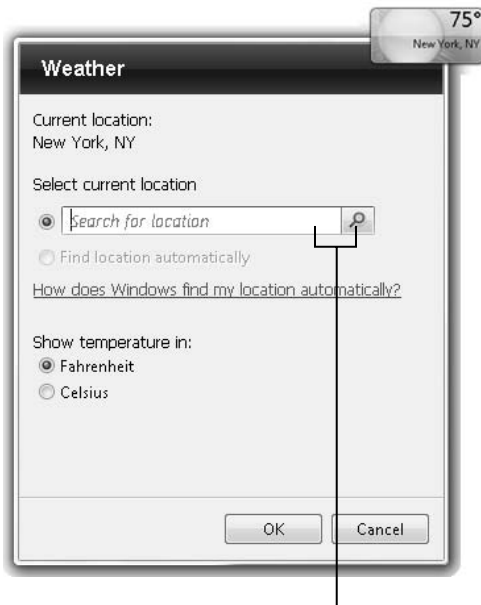 75°
New York, NY
Weather
Current location:
New York, NY
Select current location
Search for location
Find location automatically
How does Windows find my location automatically?
Show temperature in:
Fahrenheit
Celsius
OK
Cancel